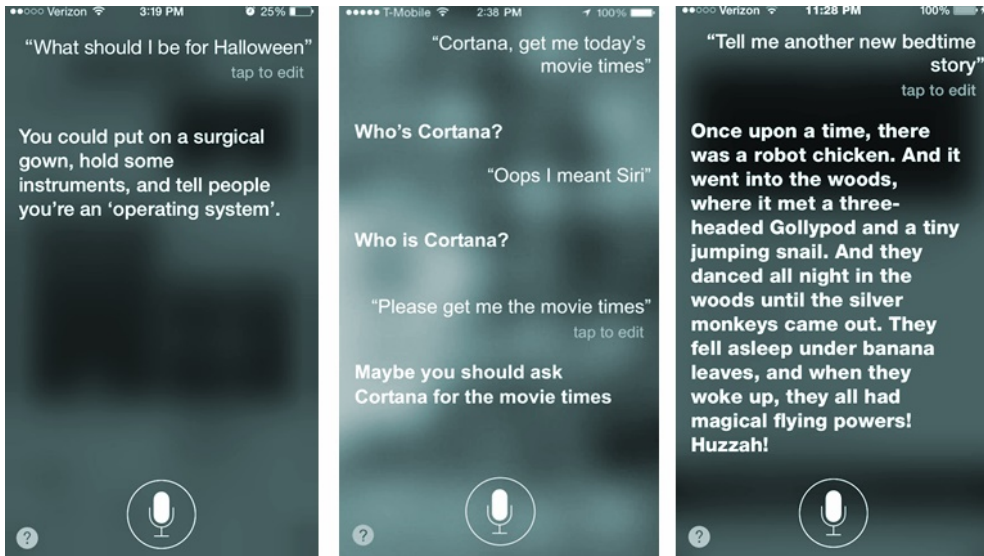 Verizon 3:19 PM 25%
“What should I be for Halloween”
tap to edit
You could put on a surgical
gown, hold some
instruments, and tell people
you’re an ‘operating system’.
?
T-Mobile 2:38 PM 100%
“Cortana, get me today’s
movie times”
Who’s Cortana?
“Oops I meant Siri”
Who is Cortana?
“Please get me the movie times”
tap to edit
Maybe you should ask
Cortana for the movie times
?
Verizon 11:28 PM 100%
“Tell me another new bedtime
story”
tap to edit
Once upon a time, there
was a robot chicken. And it
went into the woods,
where it met a three-
headed Gollypod and a tiny
jumping snail. And they
danced all night in the
woods until the silver
monkeys came out. They
fell asleep under banana
leaves, and when they
woke up, they all had
magical flying powers!
Huzzah!
?